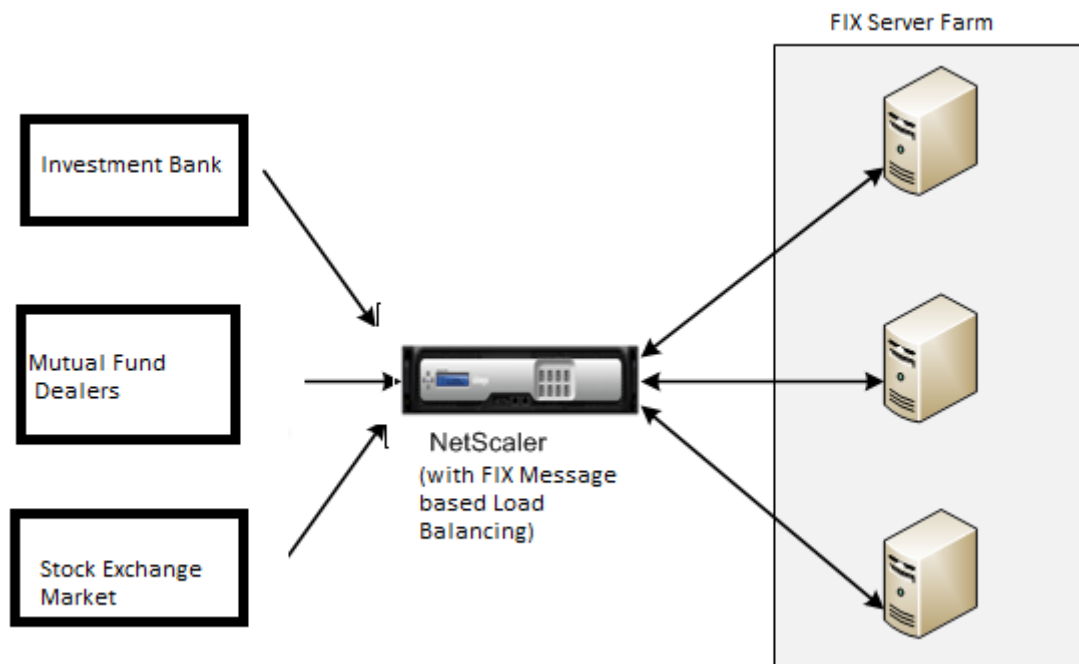 FIX Server Farm
Investment Bank
Mutual Fund
Dealers
Stock Exchange
Market
NetScaler
(with FIX Message
based Load
Balancing)